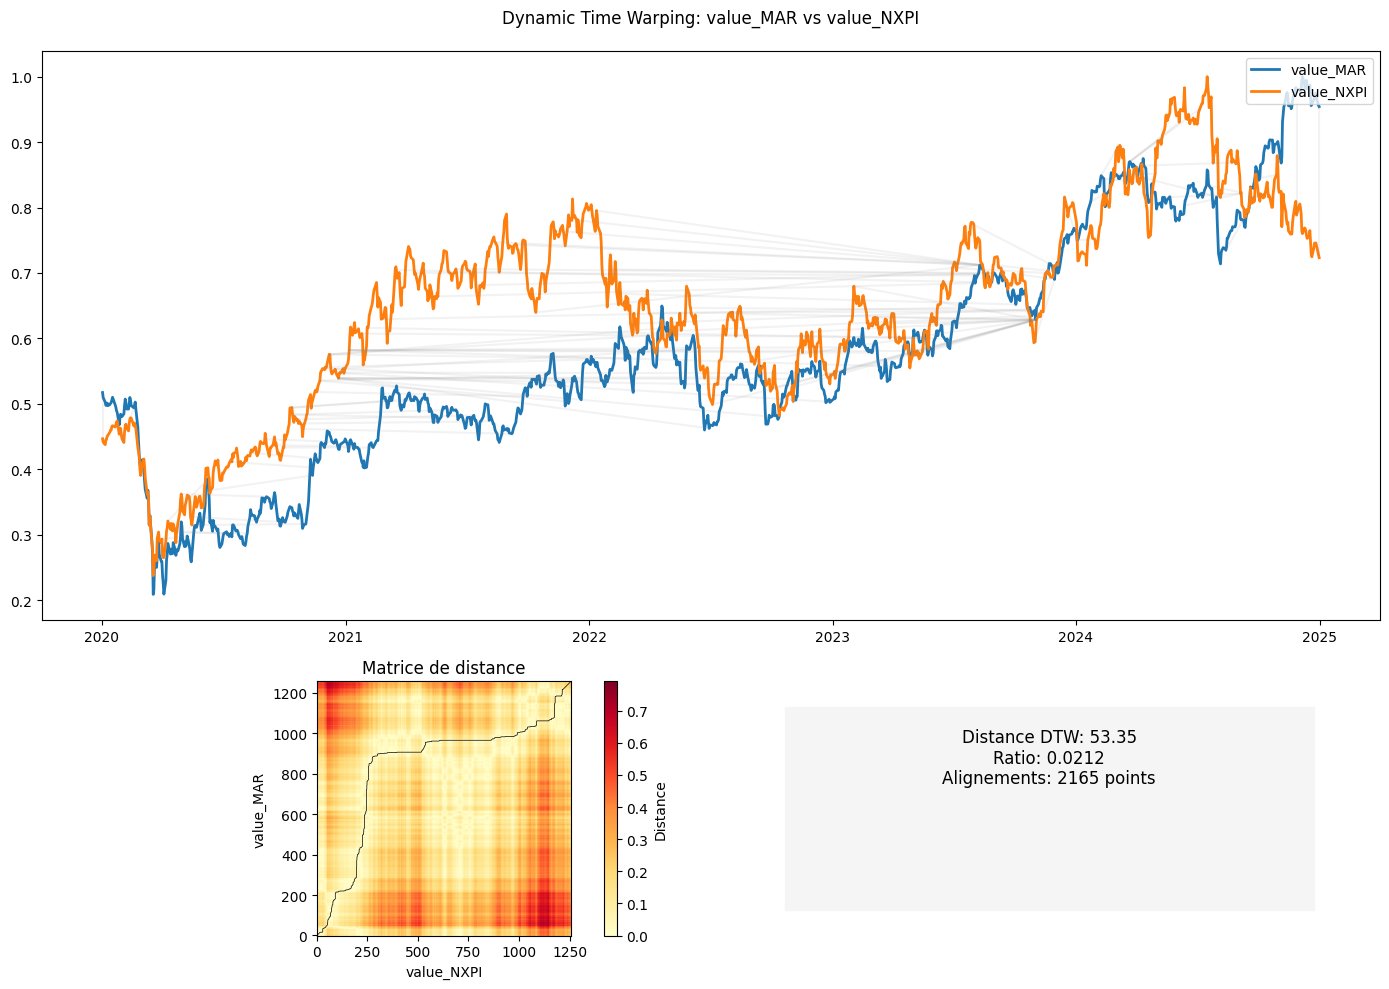 Dynamic Time Warping: value_MAR vs value_NXPI
1.0
0.9
0.8
0.7
0.6
0.5
0.4
0.3
0.2
value_MAR
value_NXPI
2020 2021 2022 2023 2024 2025
Matrice de distance
value_MAR
1200
1000
800
600
400
200
0
0 250 500 750 1000 1250
value_NXPI
0.7
0.6
0.5
0.4
0.3
0.2
0.1
0.0
Distance
Distance DTW: 53.35
Ratio: 0.0212
Alignements: 2165 points